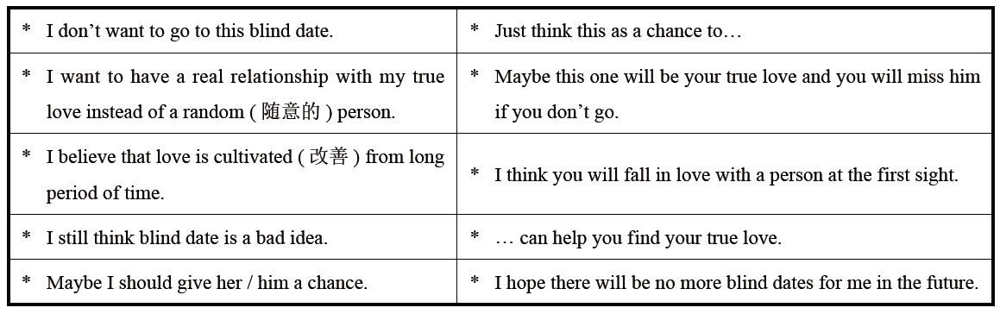 * I don’t want to go to this blind date.
* Just think this as a chance to…
* I want to have a real relationship with my true
love instead of a random ( 随意的 ) person.
* Maybe this one will be your true love and you will miss him
if you don’t go.
* I believe that love is cultivated ( 改善 ) from long
period of time.
* I think you will fall in love with a person at the first sight.
* I still think blind date is a bad idea.
* … can help you find your true love.
* Maybe I should give her / him a chance.
* I hope there will be no more blind dates for me in the future.